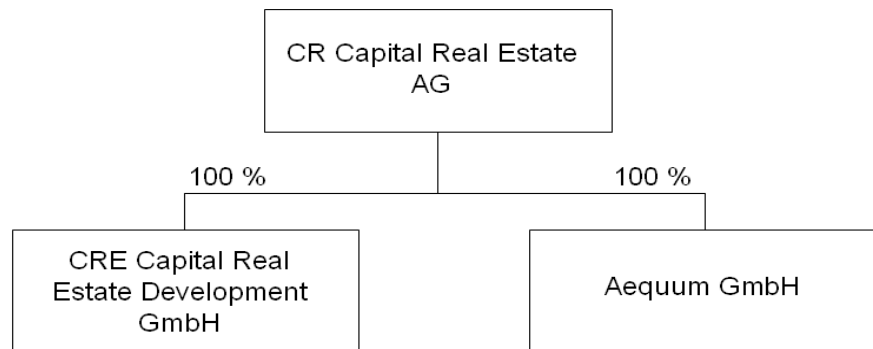 CR Capital Real Estate
AG
100 %
100 %
CRE Capital Real
Estate Development
GmbH
Aequum GmbH